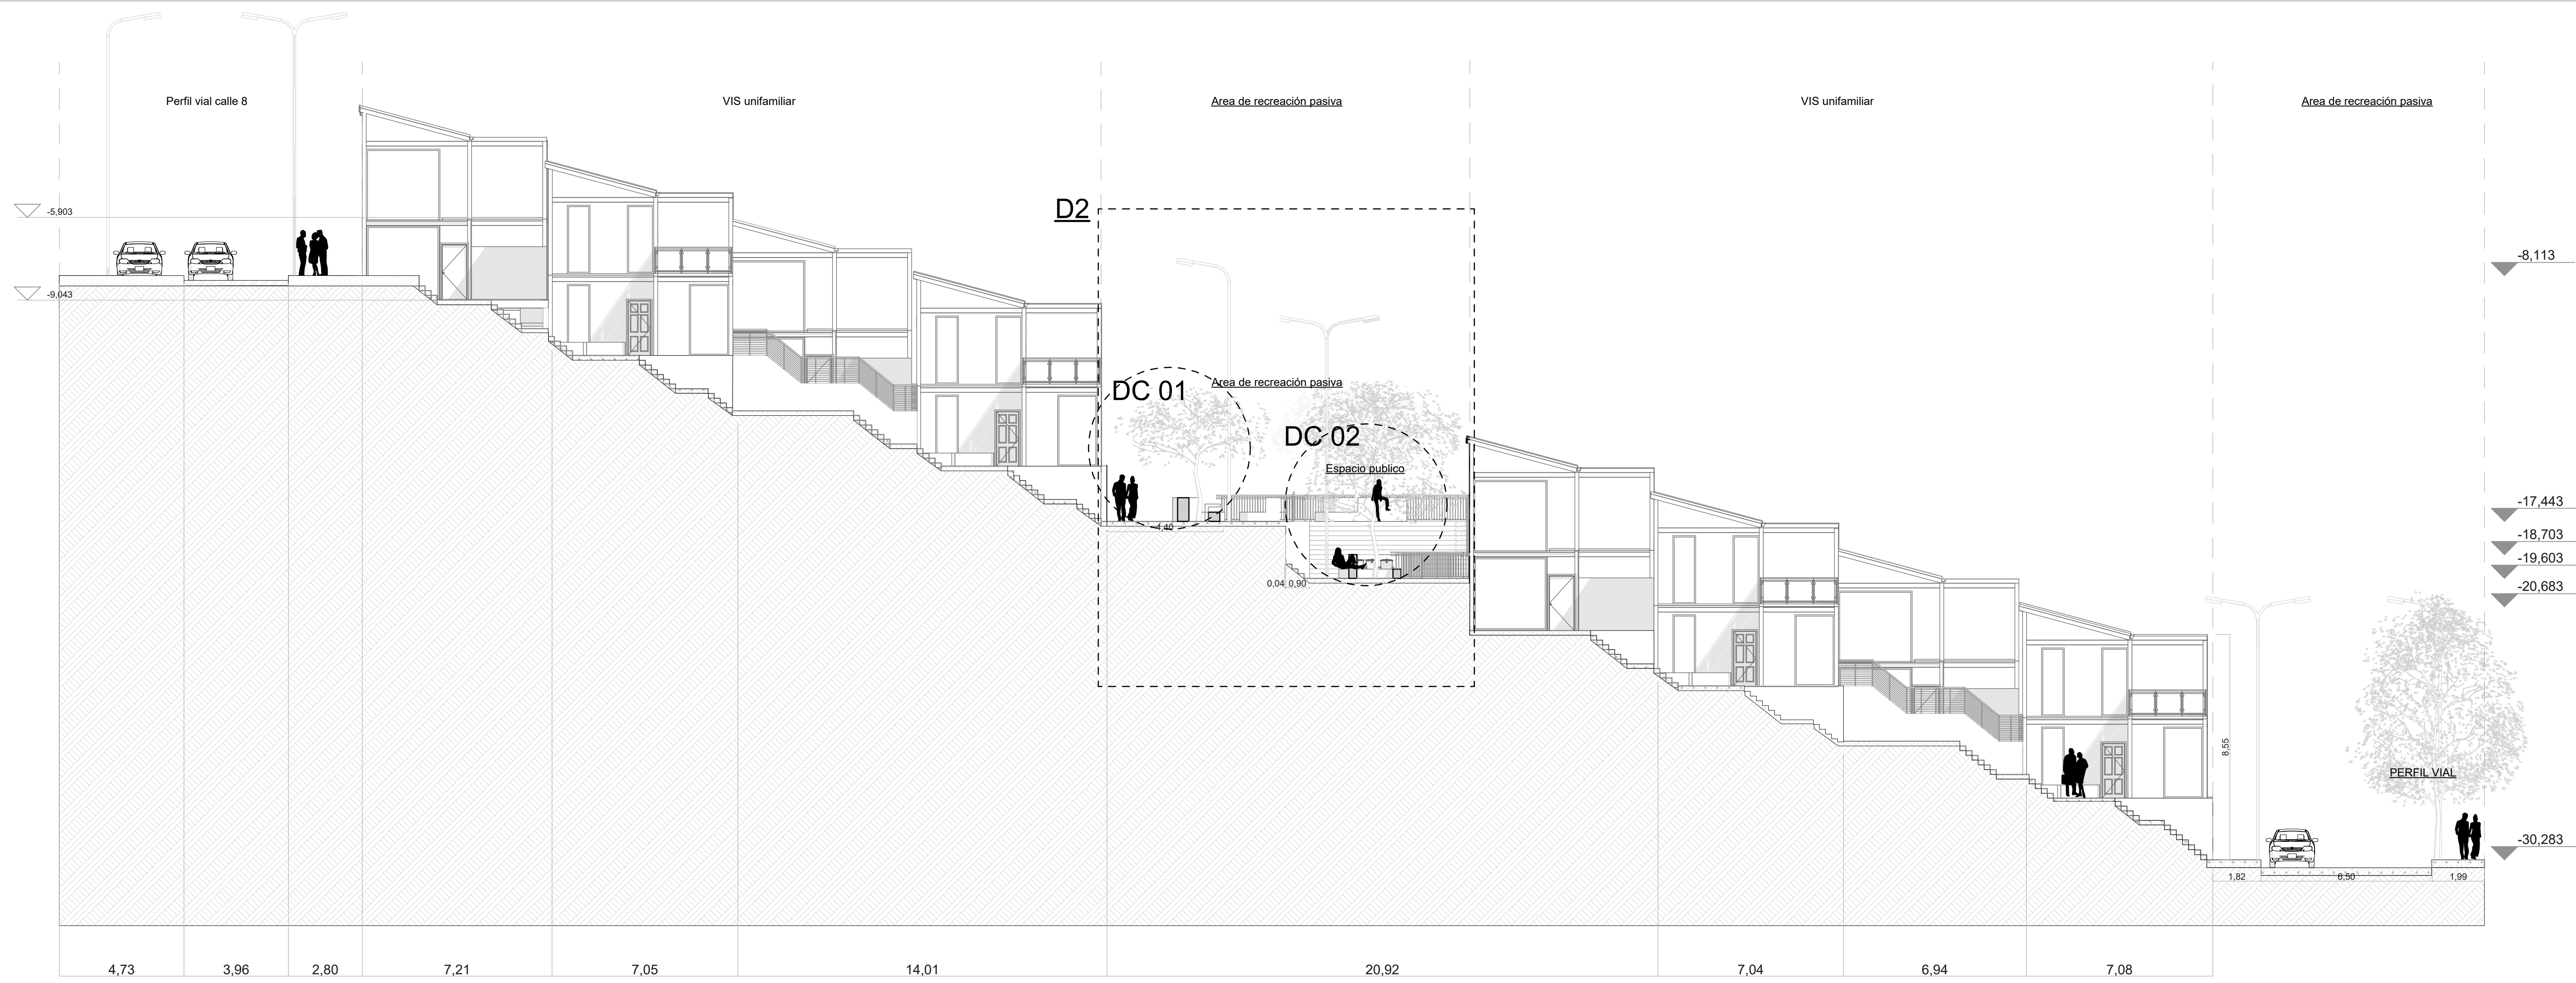 Perfil vial calle 8
VIS unifamiliar
Area de recreación pasiva
VIS unifamiliar
Area de recreación pasiva
-5,903
D2
-8,113
-9,043
Area de recreación pasiva
DC 01
DC 02
Espacio publico
-17,443
4,40
-18,703
-19,603
0,04 0,90
-20,683
8,55
PERFIL VIAL
-30,283
1,82
6,50
1,99
4,73
3,96
2,80
7,21
7,05
14,01
20,92
7,04
6,94
7,08